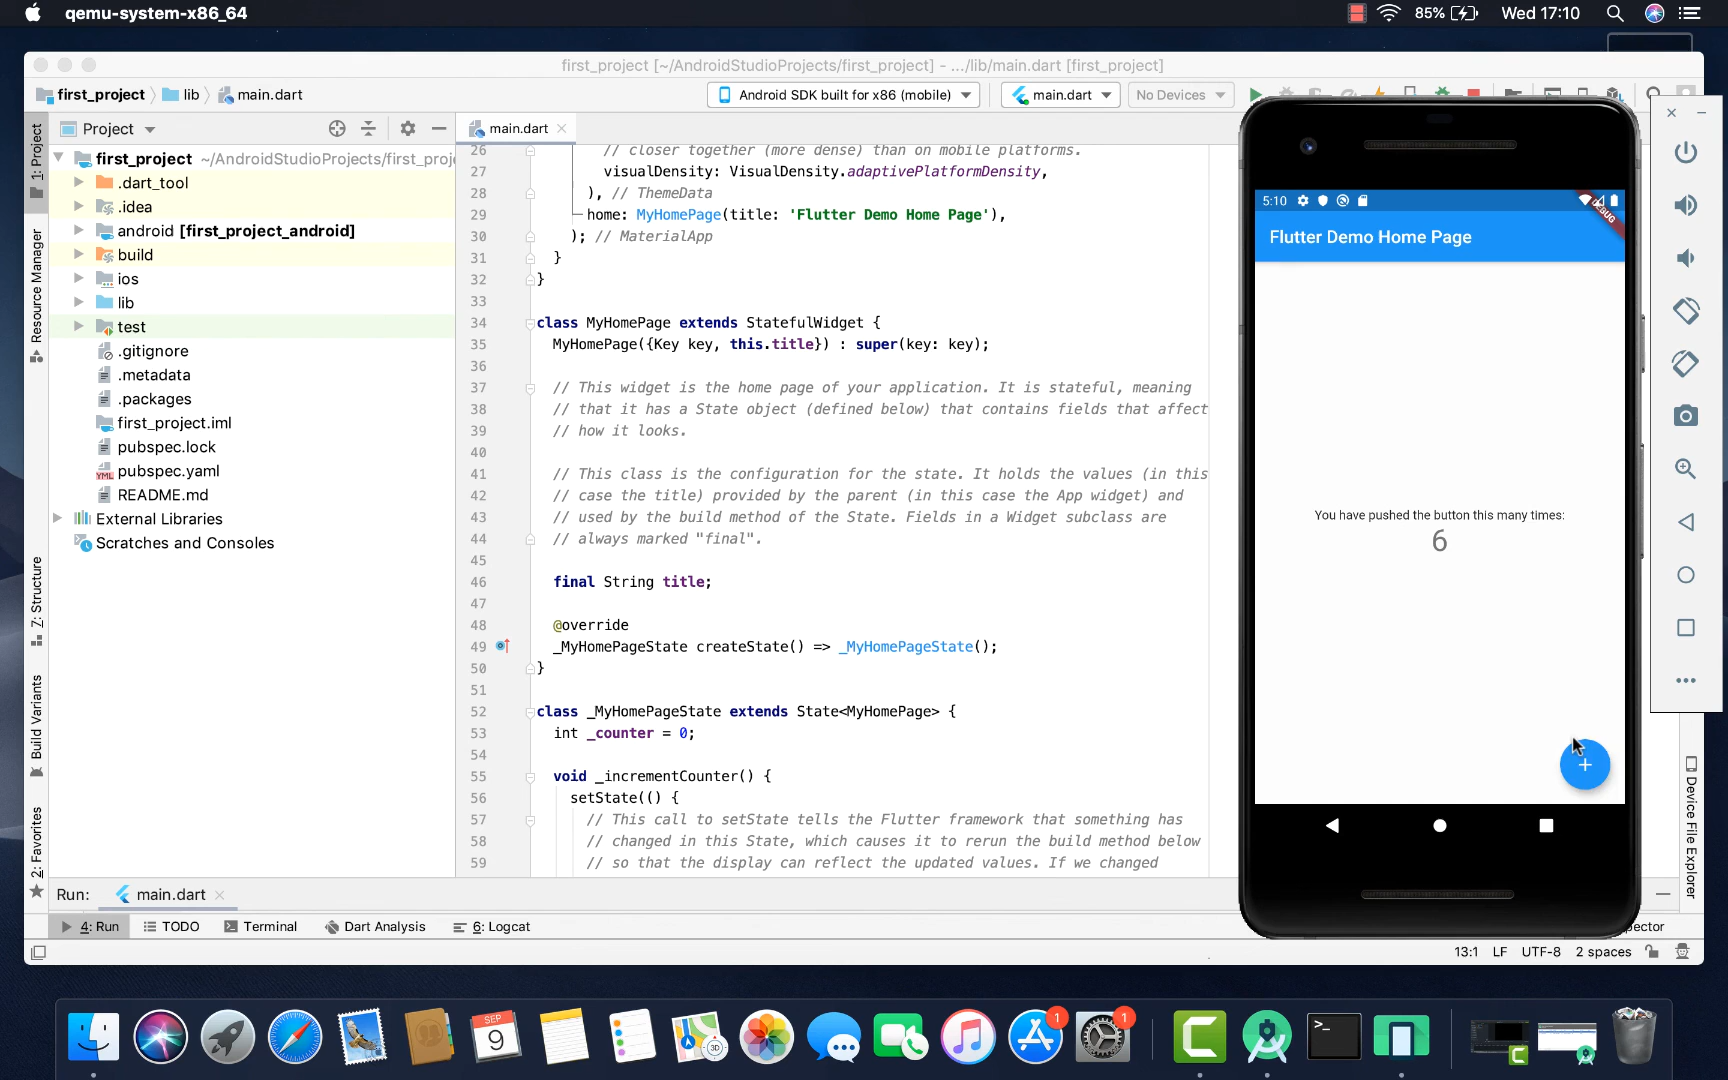 qemu-system-x86_64
85%
Wed 17:10
first_project [~/AndroidStudioProjects/first_project] - .../lib/main.dart [first_project]
first_project
lib
main.dart
Android SDK built for x86 (mobile)
main.dart
No Devices
Project
main.dart
first_project ~/AndroidStudioProjects/first_proj
.dart_tool
.idea
android [first_project_android]
build
ios
lib
test
.gitignore
.metadata
.packages
first_project.iml
pubspec.lock
YML pubspec.yaml
README.md
External Libraries
Scratches and Consoles
1: Project
Resource Manager
Z: Structure
Build Variants
2: Favorites
26 // closer together (more dense) than on mobile platforms.
27 visualDensity: VisualDensity.adaptivePlatformDensity,
28 ), // ThemeData
29 home: MyHomePage(title: 'Flutter Demo Home Page'),
30 ); // MaterialApp
31 }
32 }
33
34 class MyHomePage extends StatefulWidget {
35 MyHomePage({Key key, this.title}) : super(key: key);
36
37 // This widget is the home page of your application. It is stateful, meaning
38 // that it has a State object (defined below) that contains fields that affect
39 // how it looks.
40
41 // This class is the configuration for the state. It holds the values (in this
42 // case the title) provided by the parent (in this case the App widget) and
43 // used by the build method of the State. Fields in a Widget subclass are
44 // always marked "final".
45
46 final String title;
47
48 @override
49 _MyHomePageState createState() => _MyHomePageState();
50 }
51
52 class _MyHomePageState extends State<MyHomePage> {
53 int _counter = 0;
54
55 void _incrementCounter() {
56 setState(() {
57 // This call to setState tells the Flutter framework that something has
58 // changed in this State, which causes it to rerun the build method below
59 // so that the display can reflect the updated values. If we changed
5:10
DEBUG
Flutter Demo Home Page
You have pushed the button this many times:
6
+
Device File Explorer
Run: main.dart
4: Run
TODO
Terminal
Dart Analysis
6: Logcat
pector
13:1 LF UTF-8 2 spaces
SEP
9
3D
1
1
>_